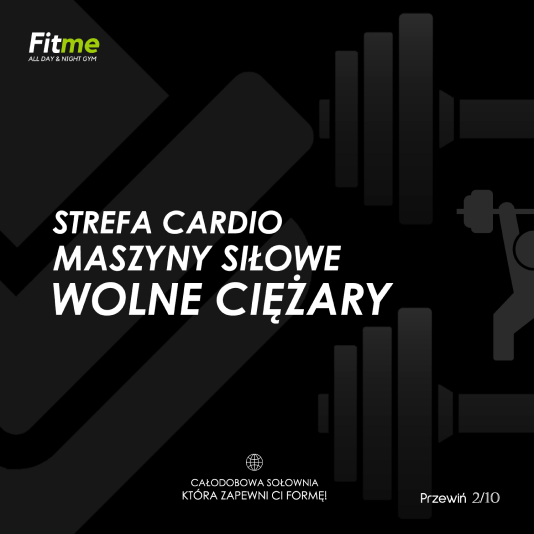 Fitme
ALL DAY & NIGHT GYM
STREFA CARDIO
MASZYNY SIŁOWE
WOLNE CIĘŻARY
CAŁODOBOWA SOŁOWNIA
KTÓRA ZAPEWNI CI FORMĘ!
Przewiń 2/10